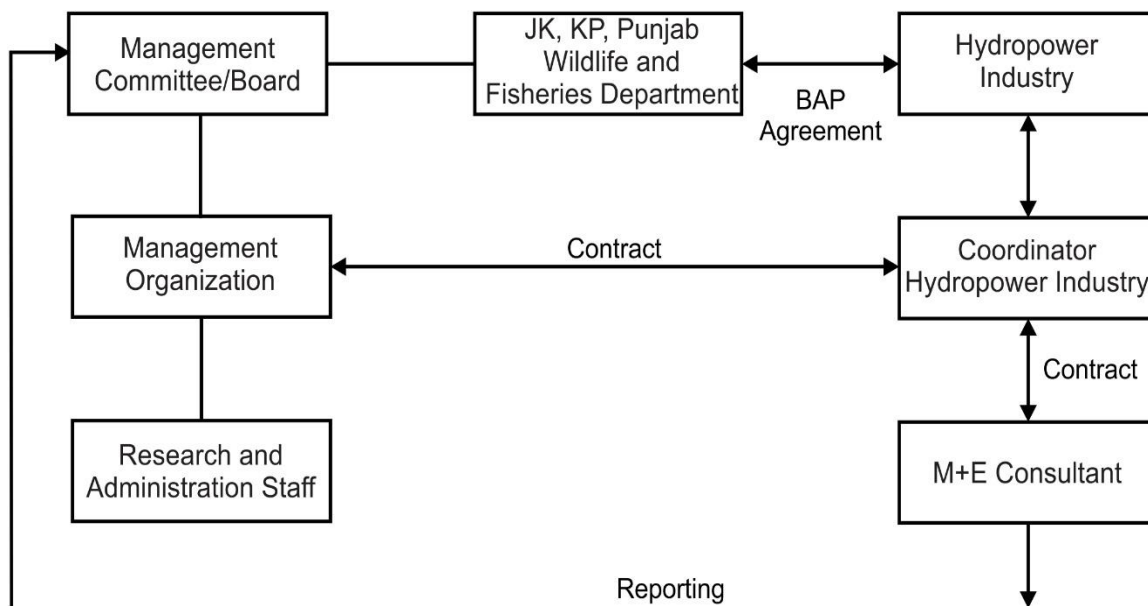 Management
Committee/Board
JK, KP, Punjab
Wildlife and
Fisheries Department
Hydropower
Industry
BAP
Agreement
Management
Organization
Contract
Coordinator
Hydropower Industry
Contract
Research and
Administration Staff
M+E Consultant
Reporting